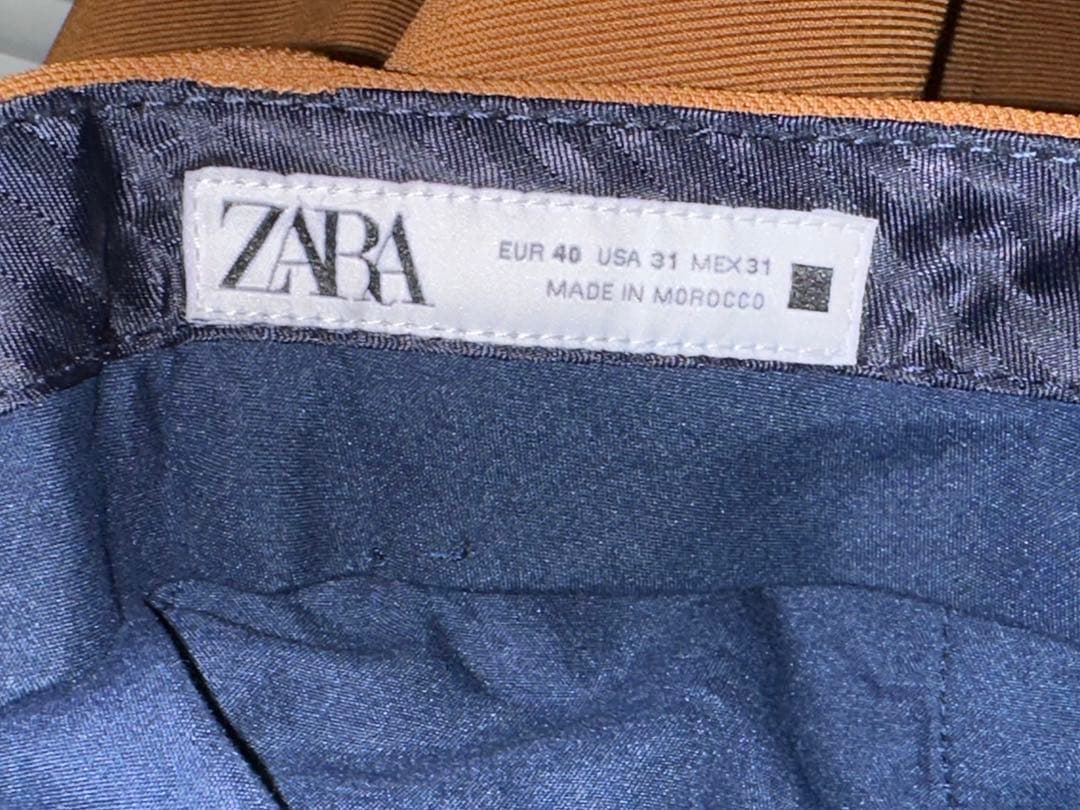 ZARA
EUR 40 USA 31 MEX 31
MADE IN MOROCCO